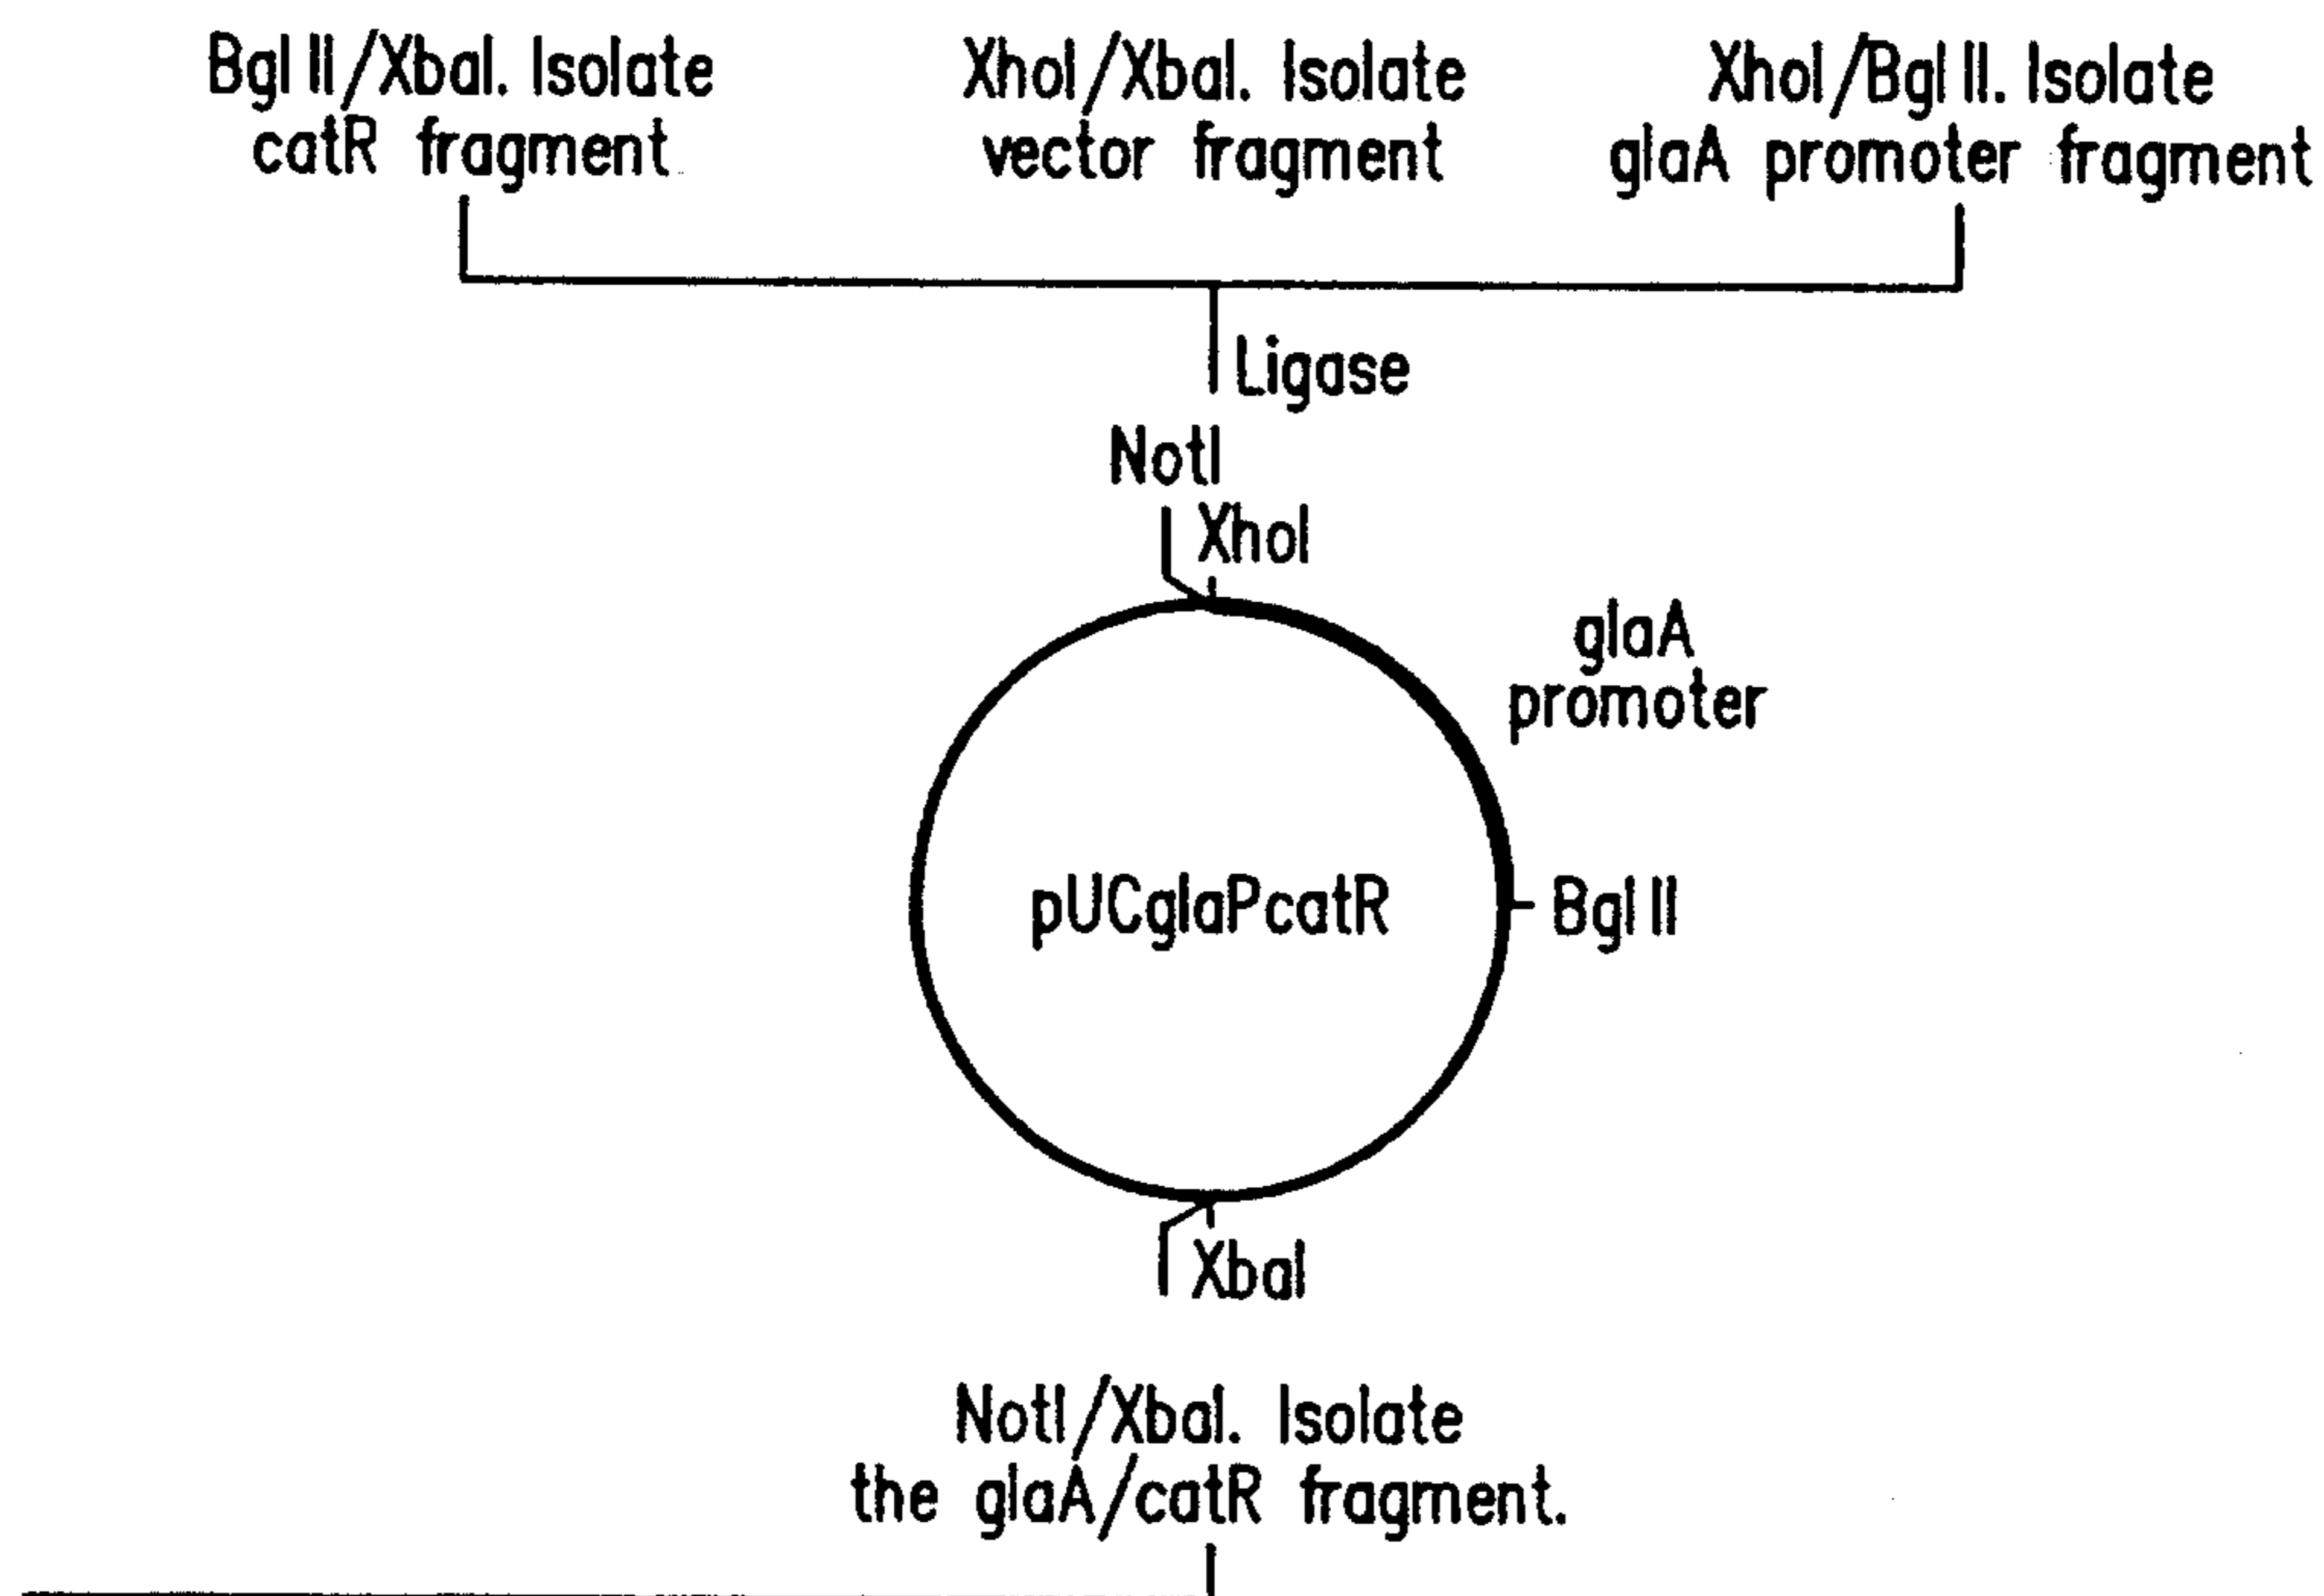 Bgl II/XbaI. Isolate
catR fragment
XhoI/XbaI. Isolate
vector fragment
XhoI/Bgl II. Isolate
glaA promoter fragment
Ligase
NotI
XhoI
glaA
promoter
pUCglaPcatR
Bgl II
XbaI
NotI/XbaI. Isolate
the glaA/catR fragment.